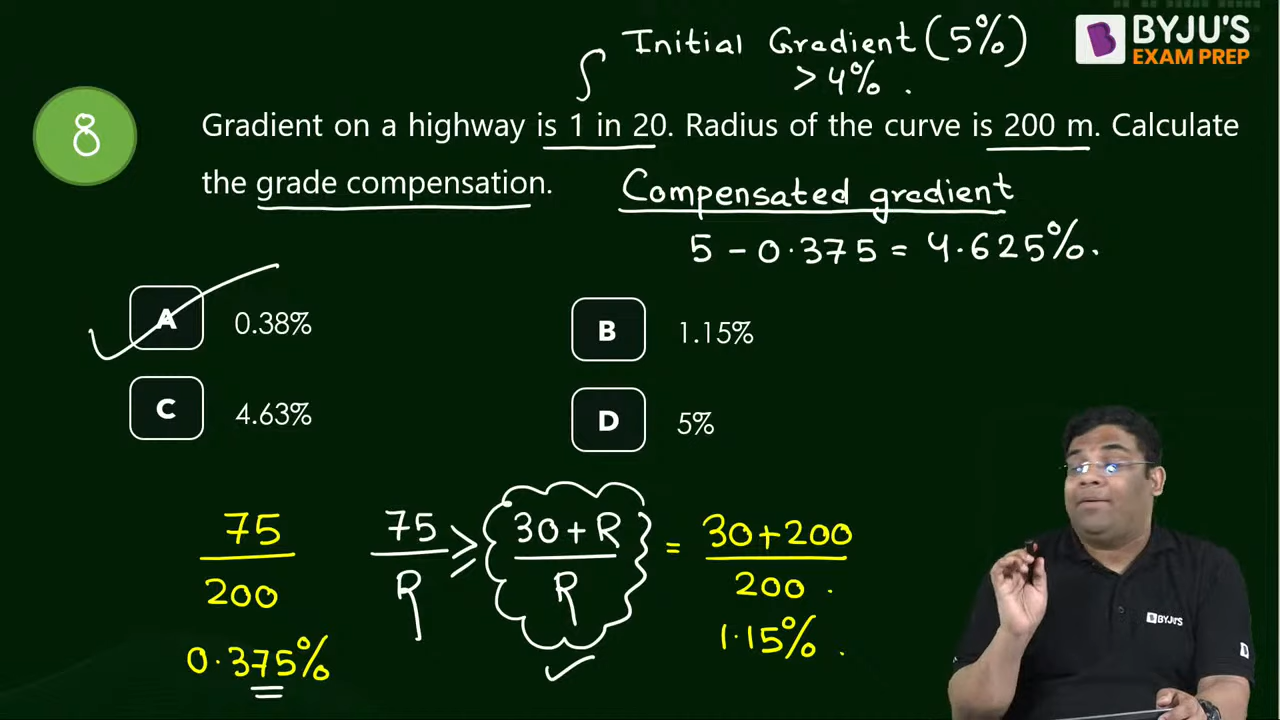 Initial Gradient (5%)
> 4%.
BYJU'S
EXAM PREP
8
Gradient on a highway is 1 in 20. Radius of the curve is 200 m. Calculate
the grade compensation.
Compensated gradient
5 - 0.375 = 4.625%.
A 0.38%
B 1.15%
C 4.63%
D 5%
75/200
0.375%
75/R > (30+R)/R = (30+200)/200.
1.15%.
BYJU'S